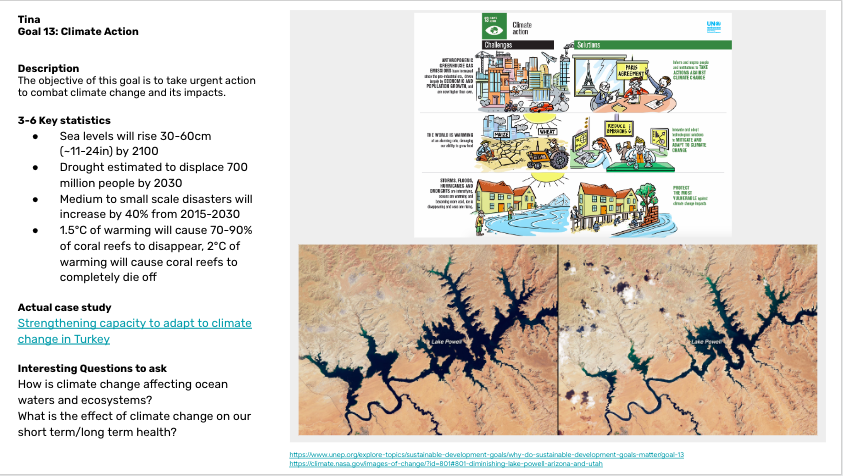 Tina
Goal 13: Climate Action
Description
The objective of this goal is to take urgent action
to combat climate change and its impacts.
3-6 Key statistics
● Sea levels will rise 30-60cm
(~11-24in) by 2100
● Drought estimated to displace 700
million people by 2030
● Medium to small scale disasters will
increase by 40% from 2015-2030
● 1.5°C of warming will cause 70-90%
of coral reefs to disappear, 2°C of
warming will cause coral reefs to
completely die off
Actual case study
Strengthening capacity to adapt to climate
change in Turkey
Interesting Questions to ask
How is climate change affecting ocean
waters and ecosystems?
What is the effect of climate change on our
short term/long term health?
13
Climate
action
Challenges
Solutions
ANTHROPOGENIC
GREENHOUSE GAS
EMISSIONS
ECONOMIC AND
POPULATION GROWTH
PARIS
AGREEMENT
TAKE
ACTION AGAINST
CLIMATE CHANGE
THE WORLD IS WARMING
MAIZE
WHEAT
REDUCE
EMISSIONS
MITIGATE AND
ADAPT TO CLIMATE
CHANGE
STORMS, FLOODS,
HURRICANES AND
DROUGHTS
PROTECT
THE MOST
VULNERABLE
Lake Powell
Lake Powell
https://www.unep.org/explore-topics/sustainable-development-goals/why-do-sustainable-development-goals-matter/goal-13
https://climate.nasa.gov/images-of-change/?id=801#801-diminishing-lake-powell-arizona-and-utah